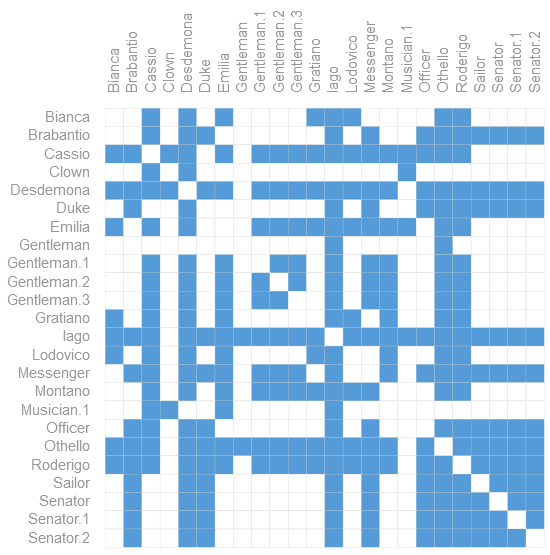 Bianca
Brabantio
Cassio
Clown
Desdemona
Duke
Emilia
Gentleman
Gentleman.1
Gentleman.2
Gentleman.3
Gratiano
Iago
Lodovico
Messenger
Montano
Musician.1
Officer
Othello
Roderigo
Sailor
Senator
Senator.1
Senator.2
Bianca
Brabantio
Cassio
Clown
Desdemona
Duke
Emilia
Gentleman
Gentleman.1
Gentleman.2
Gentleman.3
Gratiano
Iago
Lodovico
Messenger
Montano
Musician.1
Officer
Othello
Roderigo
Sailor
Senator
Senator.1
Senator.2